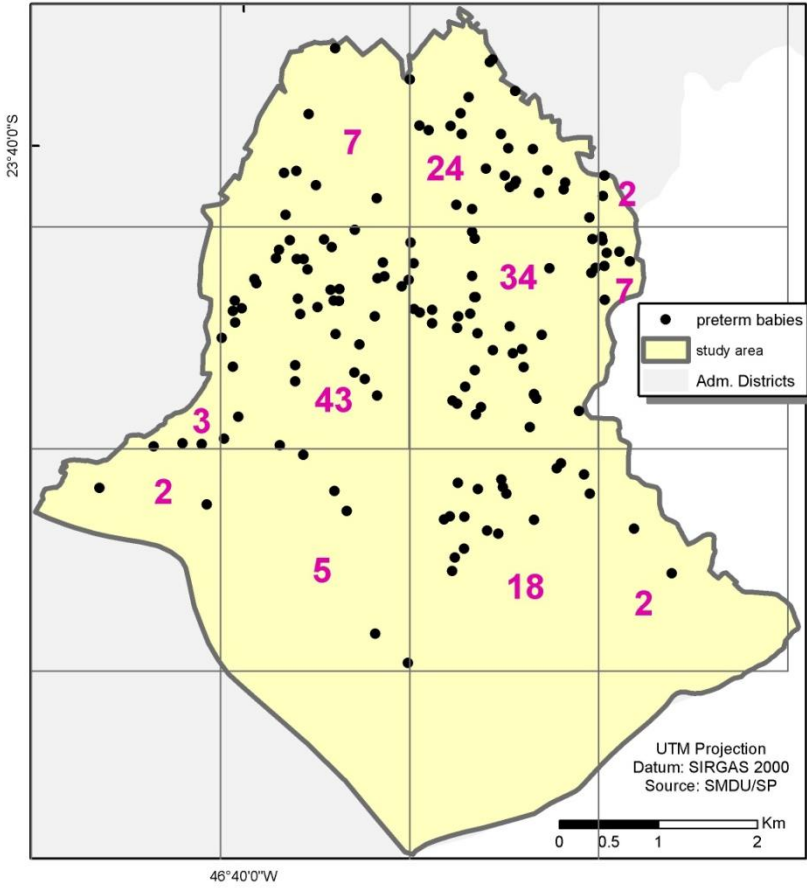 23°40'0"S
7
24
2
34
7
preterm babies
study area
Adm. Districts
43
3
2
5
18
2
UTM Projection
Datum: SIRGAS 2000
Source: SMDU/SP
Km
0 0.5 1 2
46°40'0"W